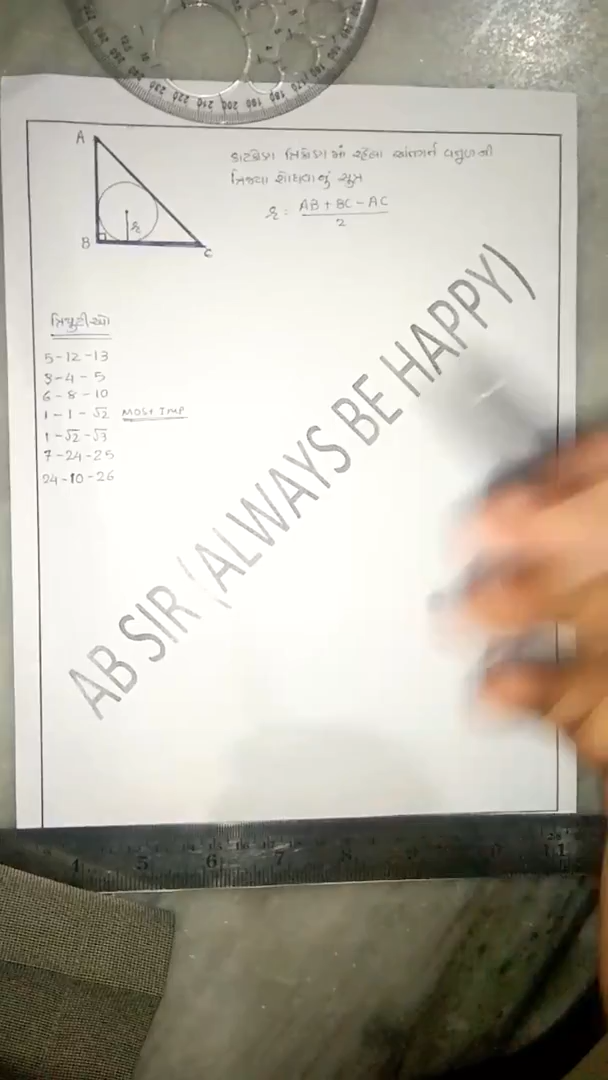 A
B
C
કાટકોણ ત્રિકોણમાં રહેલા અંતર્ગત વર્તુળની
ત્રિજ્યા શોધવાનું સૂત્ર
r = AB + BC - AC
2
r
ત્રિપુટીઓ
5-12-13
3-4-5
6-8-10
1-1-√2 MOST IMP
1-√2-√3
7-24-25
24-10-26
AB SIR (ALWAYS BE HAPPY)